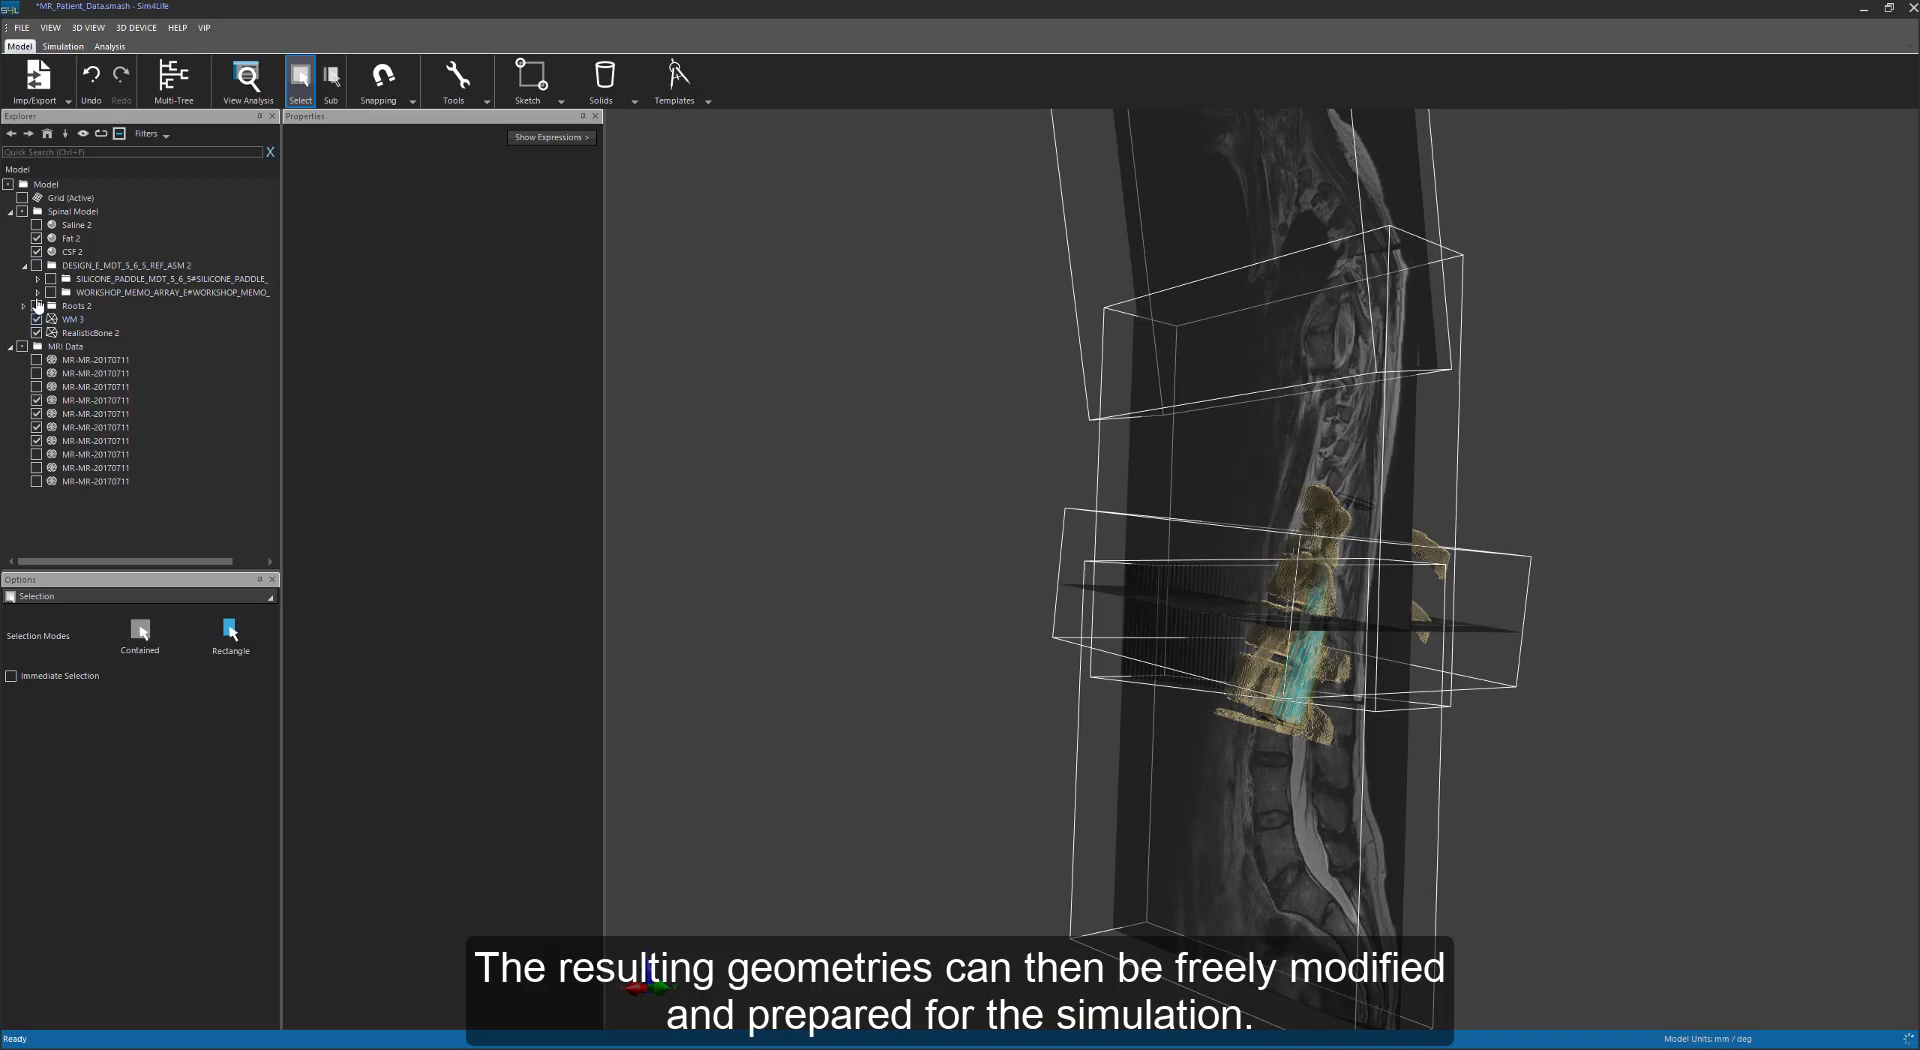 S4L *MR_Patient_Data.smash - Sim4Life
FILE VIEW 3D VIEW 3D DEVICE HELP ViP
Model Simulation Analysis
Imp/Export Undo Redo Multi-Tree View Analysis Select Sub Snapping Tools Sketch Solids Templates
Explorer
Filters
Quick Search (Ctrl+F) X
Model
Model
Grid (Active)
Spinal Model
Saline 2
Fat 2
CSF 2
DESIGN_E_MDT_5_6_5_REF_ASM 2
SILICONE_PADDLE_MDT_5_6_5#SILICONE_PADDLE_
WORKSHOP_MEMO_ARRAY_E#WORKSHOP_MEMO_
Roots 2
WM 3
RealisticBone 2
MRI Data
MR-MR-20170711
MR-MR-20170711
MR-MR-20170711
MR-MR-20170711
MR-MR-20170711
MR-MR-20170711
MR-MR-20170711
MR-MR-20170711
MR-MR-20170711
MR-MR-20170711
Options
Selection
Selection Modes
Contained
Rectangle
Immediate Selection
Properties
Show Expressions >
The resulting geometries can then be freely modified
and prepared for the simulation.
Ready
Model Units: mm / deg